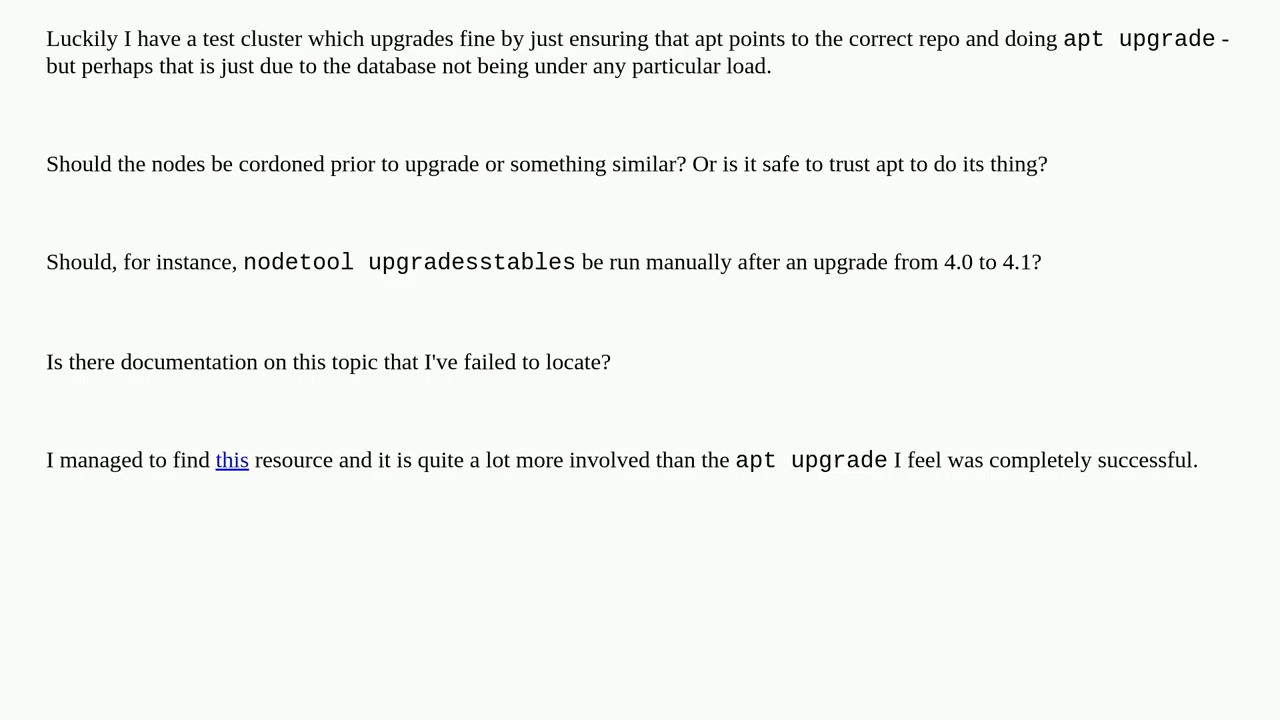 Luckily I have a test cluster which upgrades fine by just ensuring that apt points to the correct repo and doing apt upgrade -
but perhaps that is just due to the database not being under any particular load.
Should the nodes be cordoned prior to upgrade or something similar? Or is it safe to trust apt to do its thing?
Should, for instance, nodetool upgradesstables be run manually after an upgrade from 4.0 to 4.1?
Is there documentation on this topic that I've failed to locate?
I managed to find this resource and it is quite a lot more involved than the apt upgrade I feel was completely successful.